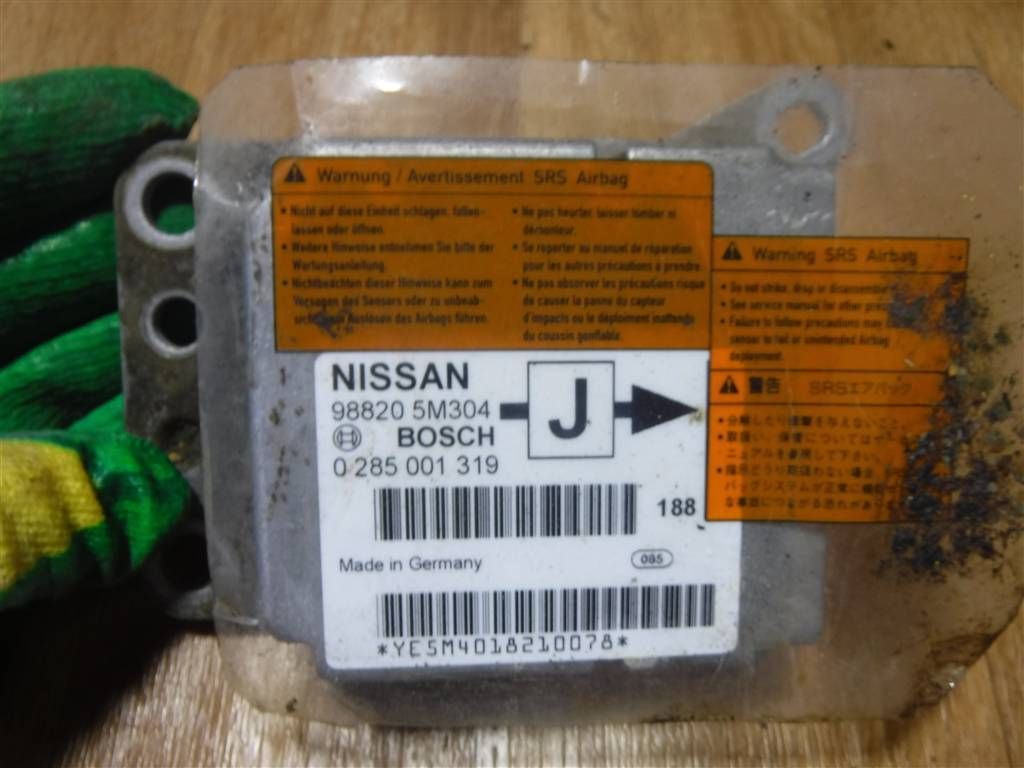 Warnung / Avertissement SRS Airbag
• Nicht auf diese Einheit schlagen, fallen-
lassen oder öffnen.
• Weitere Hinweise entnehmen Sie bitte der
Wartungsanleitung.
• Nichtbeachten dieser Hinweise kann zum
Versagen des Sensors oder zu unbeab-
Auslösen des Airbags führen.
• Ne pas heurter, laisser tomber ni
démonter.
• Se reporter au manuel de réparation
pour les autres précautions à prendre.
• Ne pas observer les précautions risque
de causer la panne du capteur
d'impacts ou le déploiement inattendu
du coussin gonflable.
Warning SRS Airbag
• Do not strike, drop or disassemble
• See service manual for other
• Failure to follow precautions may
sensor to fail or unintended Airbag
deployment.
警告 SRSエアバッグ
NISSAN
98820 5M304
J
BOSCH
0 285 001 319
188
Made in Germany
085
*YE5M4018210078*